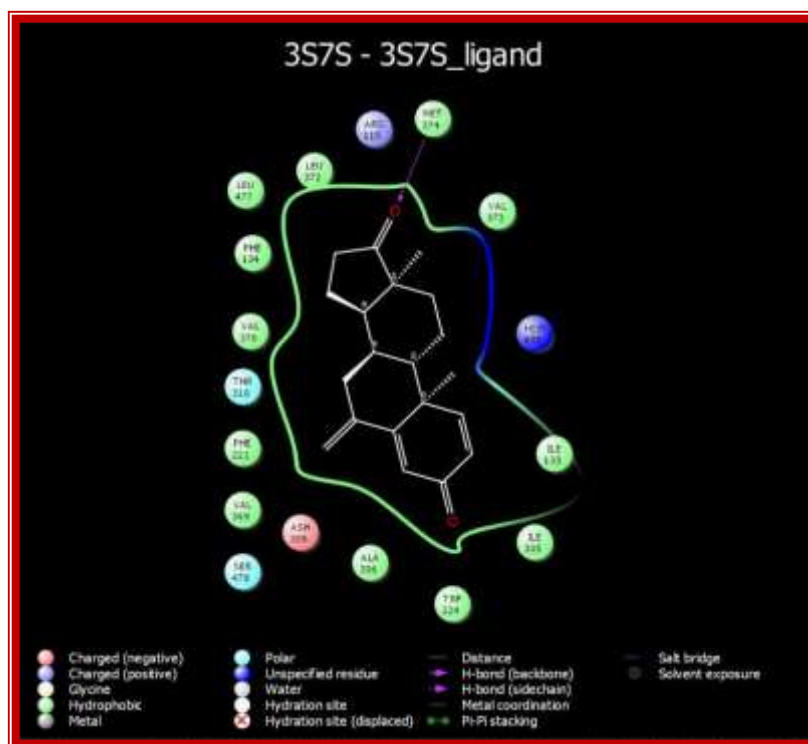 3S7S - 3S7S_ligand
ARG
115
MET
374
LEU
372
LEU
477
VAL
373
PHE
134
O
VAL
370
HEM
THR
310
PHE
221
ILE
133
VAL
369
ASH
309
O
ILE
305
SER
478
ALA
306
TRP
224
Charged (negative)
Charged (positive)
Glycine
Hydrophobic
Metal
Polar
Unspecified residue
Water
Hydration site
Hydration site (displaced)
Distance
H-bond (backbone)
H-bond (sidechain)
Metal coordination
Pi-Pi stacking
Salt bridge
Solvent exposure